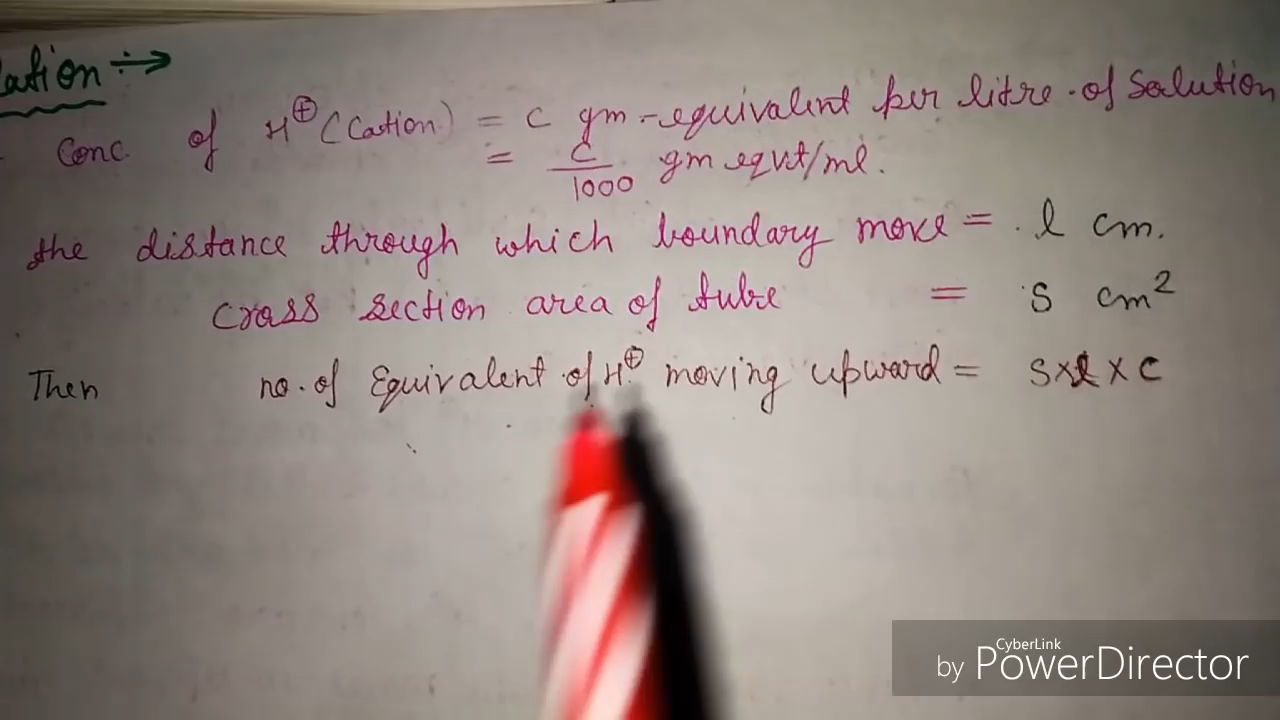 ation ÷→
Conc. of H⊕ (Cation) = C gm-equivalent per litre of Solution
= C/1000 gm eqvt/ml.
the distance through which boundary move = l cm.
cross section area of tube = S cm²
Then no. of Equivalent of H⊕ moving upward = S×l×C
CyberLink
by PowerDirector